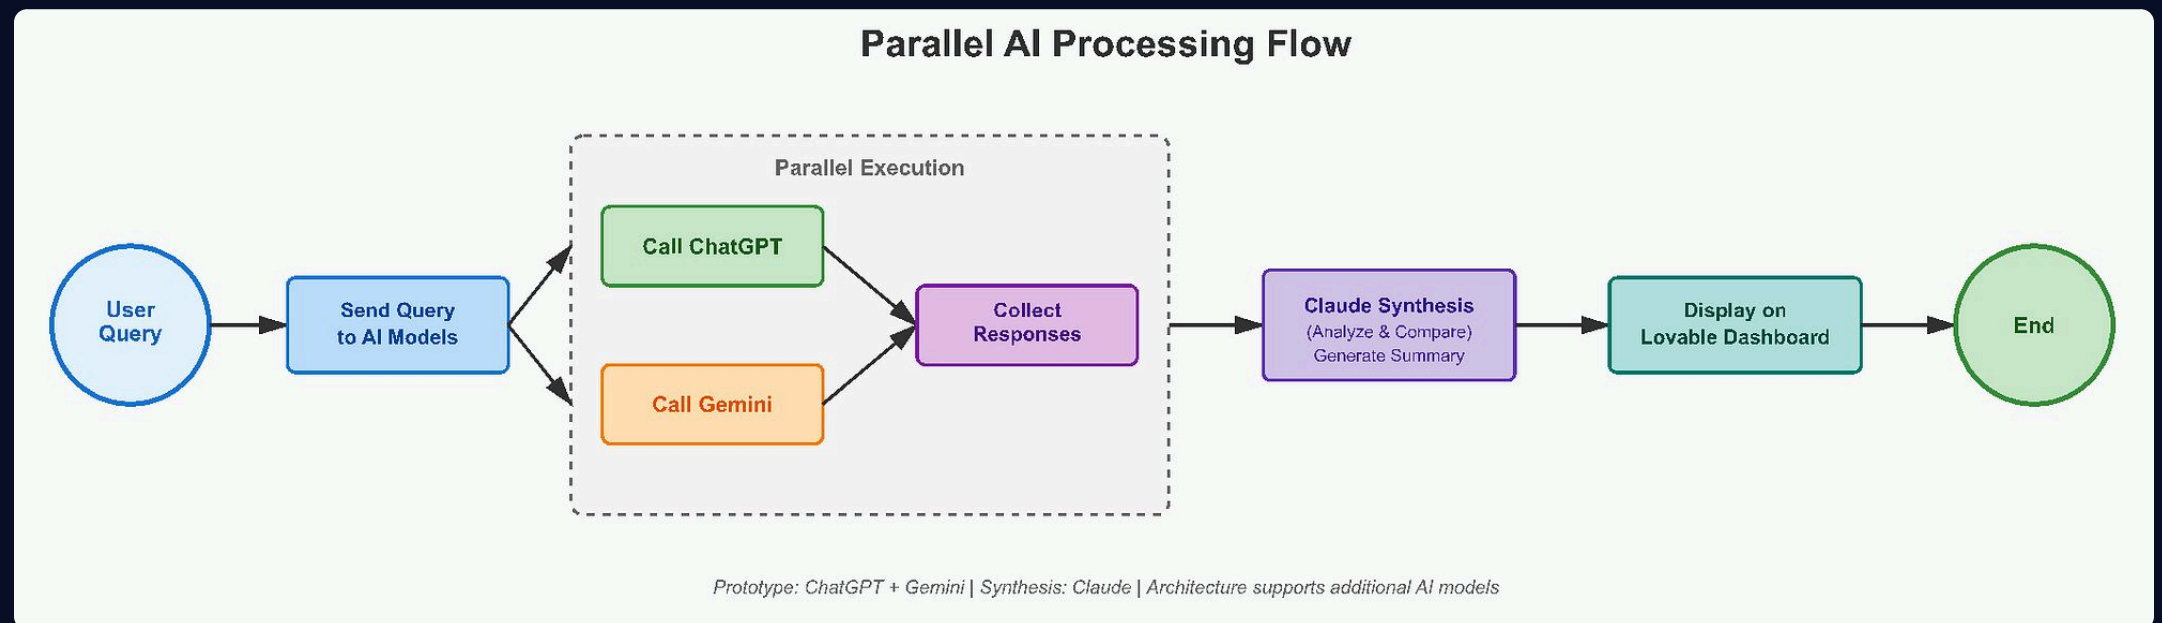 Parallel AI Processing Flow
Parallel Execution
User
Query
Send Query
to AI Models
Call ChatGPT
Call Gemini
Collect
Responses
Claude Synthesis
(Analyze & Compare)
Generate Summary
Display on
Lovable Dashboard
End
Prototype: ChatGPT + Gemini | Synthesis: Claude | Architecture supports additional AI models